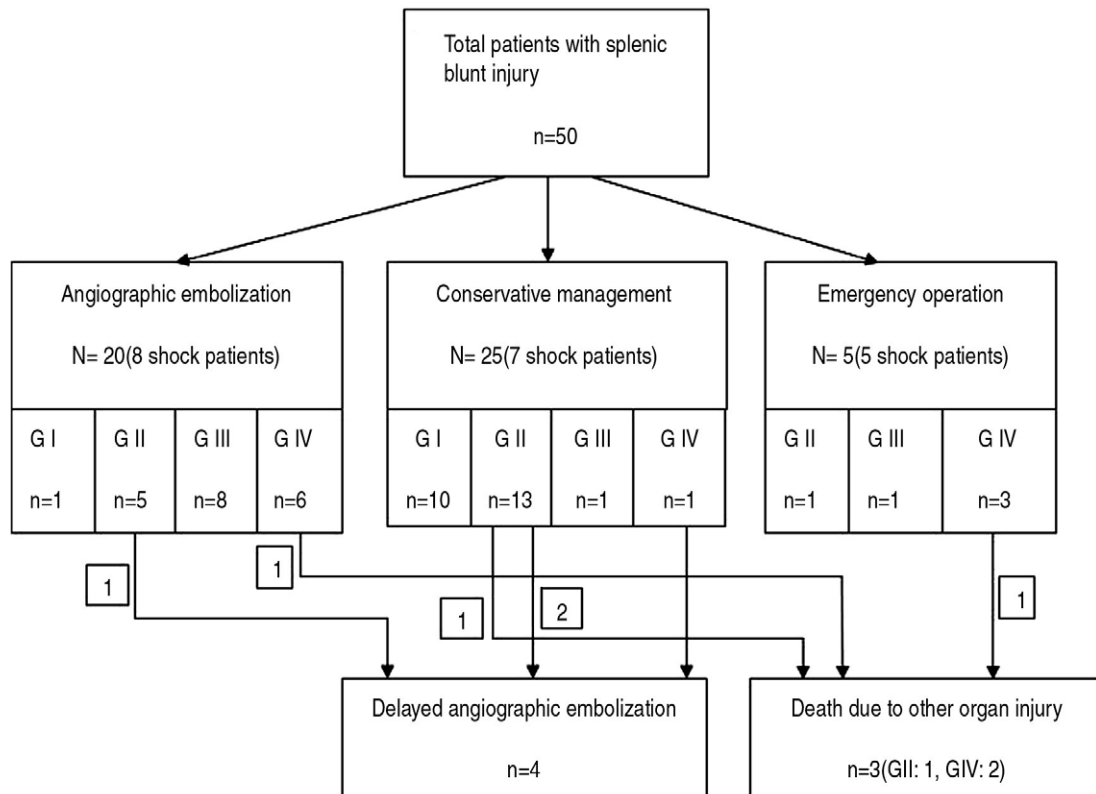 Total patients with splenic
blunt injury
n=50
Angiographic embolization
N= 20(8 shock patients)
G I
G II
G III
G IV
n=1
n=5
n=8
n=6
Conservative management
N= 25(7 shock patients)
G I
G II
G III
G IV
n=10
n=13
n=1
n=1
Emergency operation
N= 5(5 shock patients)
G II
G III
G IV
n=1
n=1
n=3
1
1
1
2
1
Delayed angiographic embolization
n=4
Death due to other organ injury
n=3(GII: 1, GIV: 2)